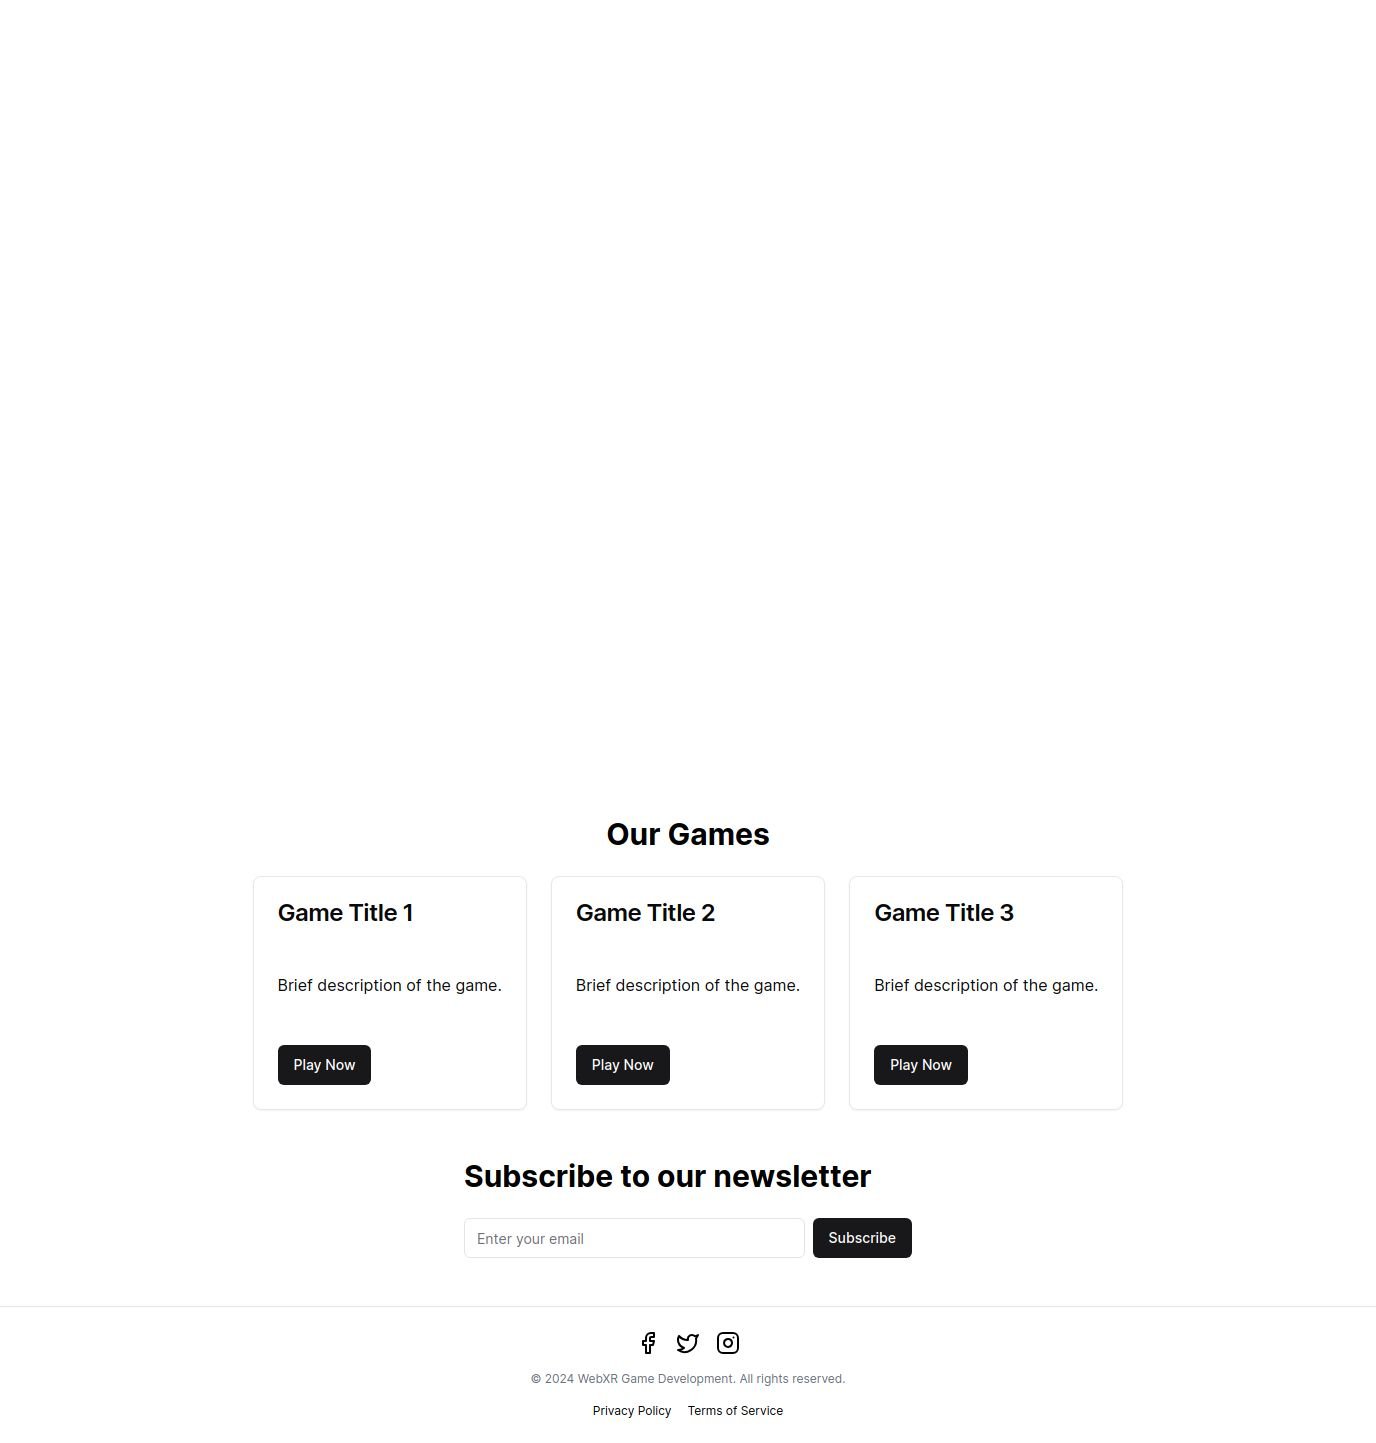 Our Games
Game Title 1
Brief description of the game.
Play Now
Game Title 2
Brief description of the game.
Play Now
Game Title 3
Brief description of the game.
Play Now
Subscribe to our newsletter
Enter your email
Subscribe
© 2024 WebXR Game Development. All rights reserved.
Privacy Policy Terms of Service